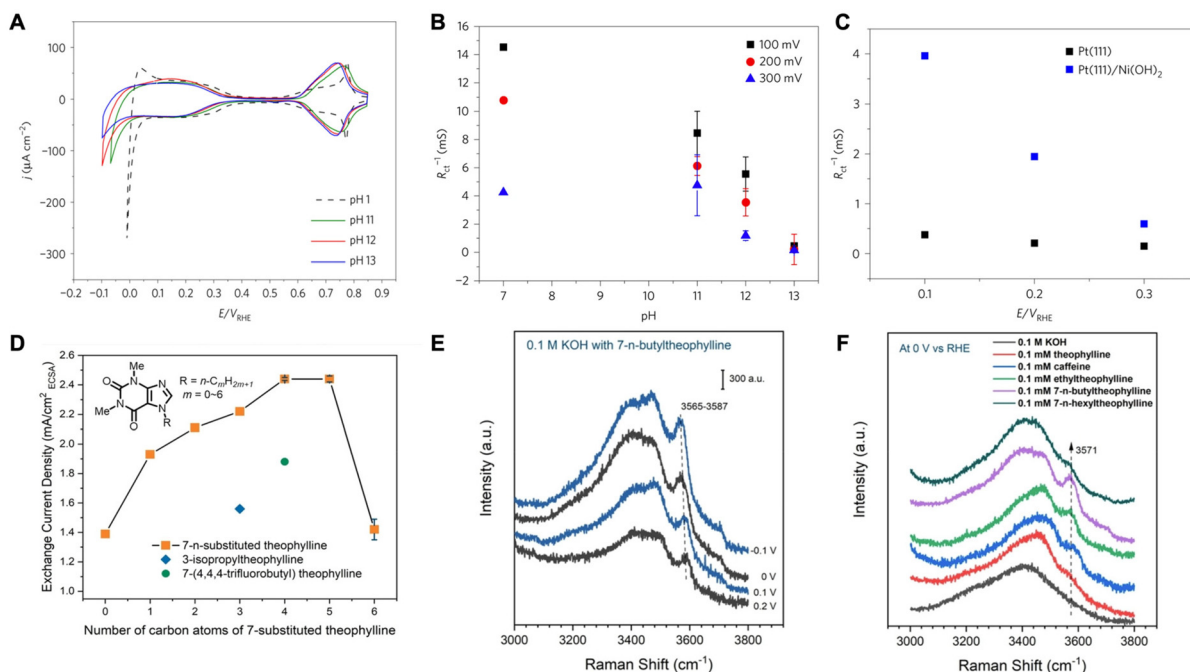 A
100
50
0
-50
-100
-200
-300
j (μA cm⁻²)
pH 1
pH 11
pH 12
pH 13
-0.2 -0.1 0.0 0.1 0.2 0.3 0.4 0.5 0.6 0.7 0.8 0.9
E/V_RHE
B
16
14
12
10
8
6
4
2
0
-2
R_ct⁻¹ (mS)
100 mV
200 mV
300 mV
7 8 9 9 10 11 12 13
pH
C
4
3
2
1
0
R_ct⁻¹ (mS)
Pt(111)
Pt(111)/Ni(OH)₂
0.1 0.2 0.3
E/V_RHE
D
2.6
2.4
2.2
2.0
1.8
1.6
1.4
1.2
1.0
Exchange Current Density (mA/cm² ECSA)
Me
O
N
N
R = n-CₘH₂ₘ₊₁
m = 0~6
Me
N
N
O
R
7-n-substituted theophylline
3-isopropyltheophylline
7-(4,4,4-trifluorobutyl) theophylline
0 1 2 3 4 5 6
Number of carbon atoms of 7-substituted theophylline
E
0.1 M KOH with 7-n-butyltheophylline
300 a.u.
3565-3587
-0.1 V
0 V
0.1 V
0.2 V
Intensity (a.u.)
3000 3200 3400 3600 3800
Raman Shift (cm⁻¹)
F
At 0 V vs RHE
0.1 M KOH
0.1 mM theophylline
0.1 mM caffeine
0.1 mM ethyltheophylline
0.1 mM 7-n-butyltheophylline
0.1 mM 7-n-hexyltheophylline
3571
Intensity (a.u.)
3000 3200 3400 3600 3800
Raman Shift (cm⁻¹)